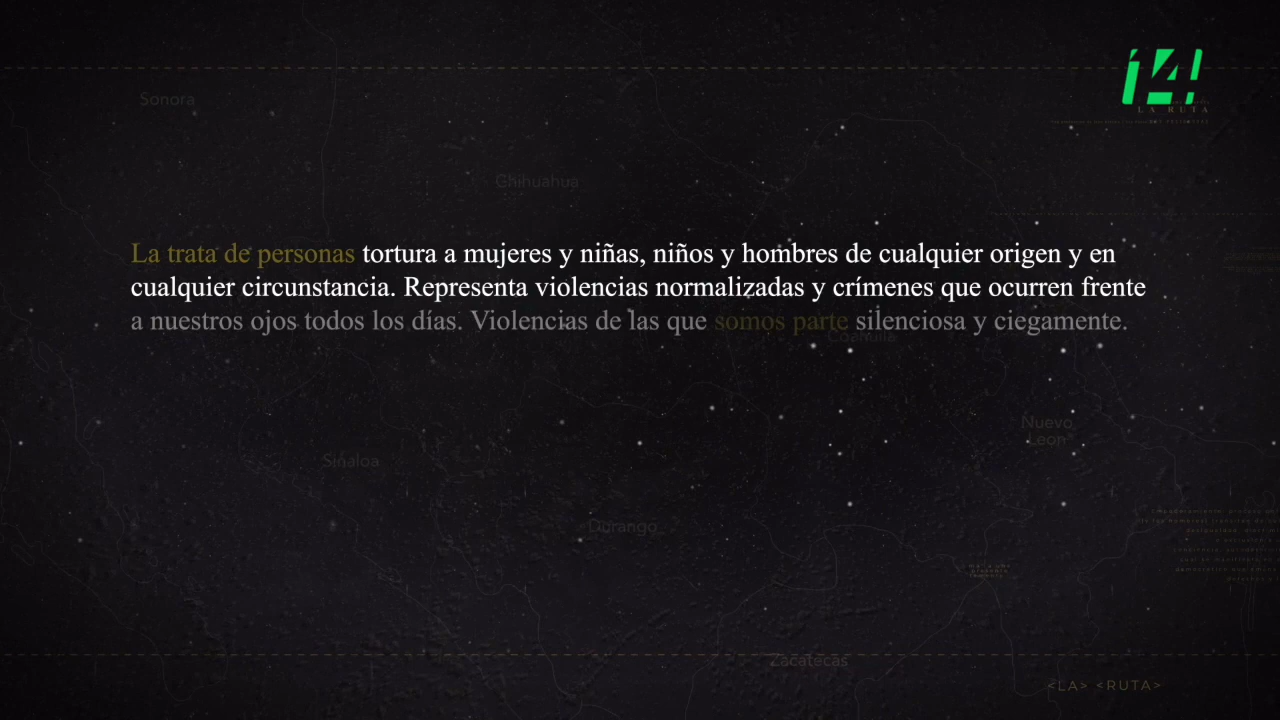 Sonora
14!
LA RUTA
Chihuahua
La trata de personas tortura a mujeres y niñas, niños y hombres de cualquier origen y en
cualquier circunstancia. Representa violencias normalizadas y crímenes que ocurren frente
a nuestros ojos todos los días. Violencias de las que somos parte silenciosa y ciegamente.
Coahuila
Nuevo
Leon
Sinaloa
Durango
Zacatecas
<LA> <RUTA>